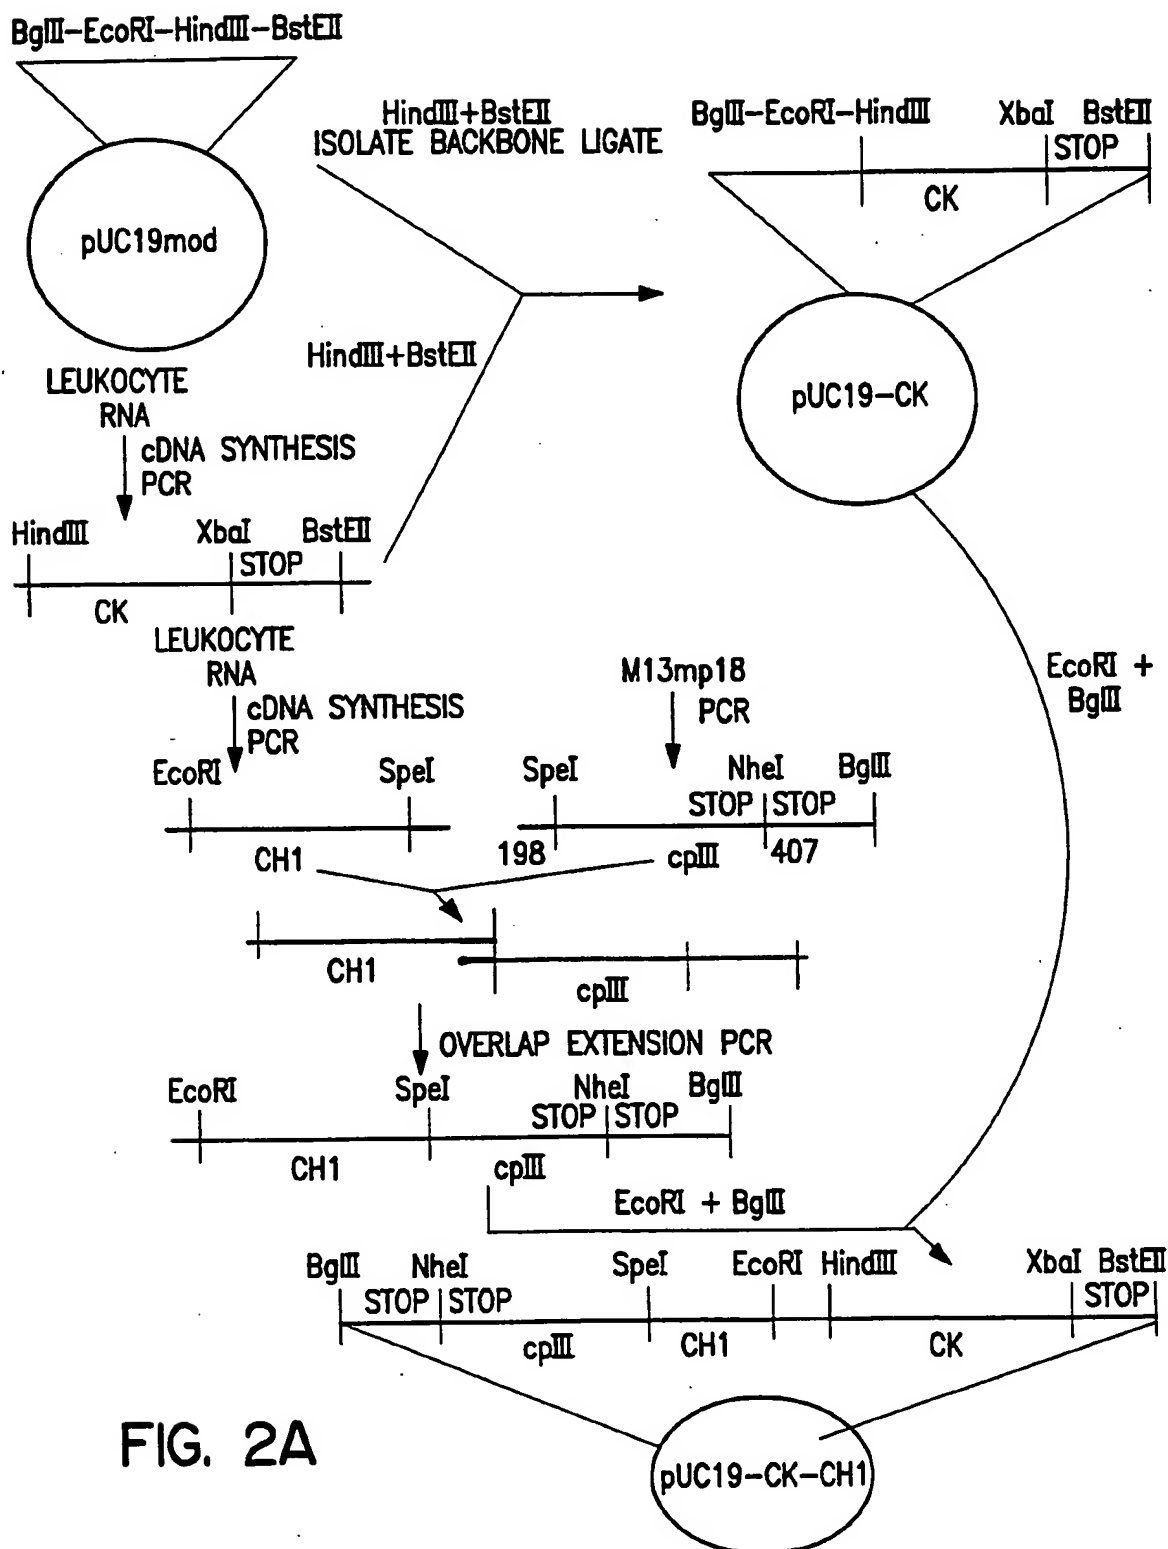 BglII-EcoRI-HindIII-BstEII
pUC19mod
HindIII+BstEII
ISOLATE BACKBONE LIGATE
BglII-EcoRI-HindIII
XbaI BstEII
STOP
CK
pUC19-CK
HindIII+BstEII
LEUKOCYTE
RNA
cDNA SYNTHESIS
PCR
HindIII XbaI BstEII
STOP
CK
LEUKOCYTE
RNA
cDNA SYNTHESIS
PCR
M13mp18
PCR
EcoRI +
BglII
EcoRI SpeI
CH1
SpeI NheI BglII
STOP STOP
198 cpIII 407
CH1
cpIII
OVERLAP EXTENSION PCR
EcoRI SpeI NheI BglII
STOP STOP
CH1 cpIII
EcoRI + BglII
BglII NheI SpeI EcoRI HindIII XbaI BstEII
STOP STOP STOP
cpIII CH1 CK
pUC19-CK-CH1
FIG. 2A